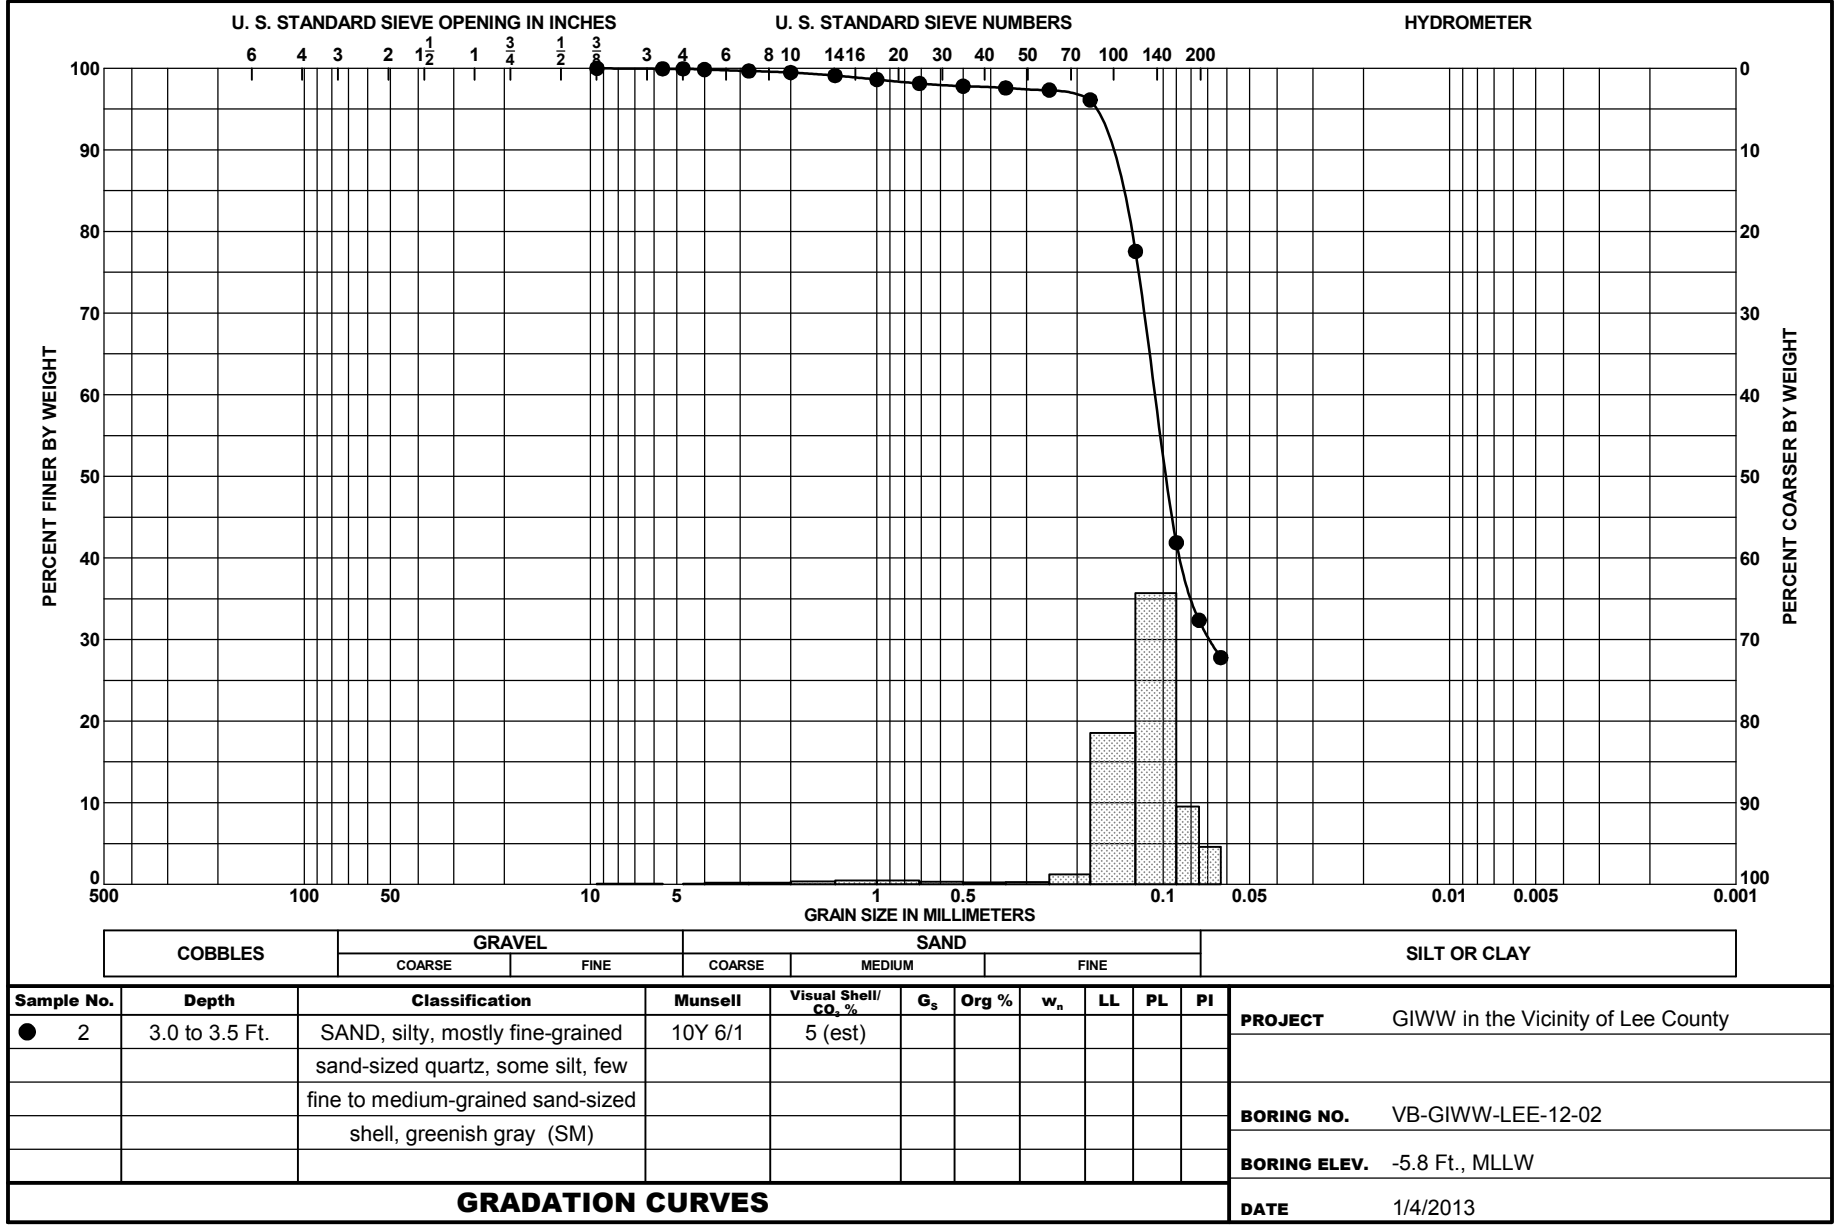 U. S. STANDARD SIEVE OPENING IN INCHES U. S. STANDARD SIEVE NUMBERS HYDROMETER
6 4 3 2 1 1/2 1 3/4 1/2 3/8 3 4 6 8 10 14 16 20 30 40 50 70 100 140 200
100 0
90 10
80 20
70 30
60 40
50 50
40 60
30 70
20 80
10 90
0 100
PERCENT FINER BY WEIGHT
PERCENT COARSER BY WEIGHT
500 100 50 10 5 1 0.5 0.1 0.05 0.01 0.005 0.001
GRAIN SIZE IN MILLIMETERS
COBBLES GRAVEL SAND SILT OR CLAY
COARSE FINE COARSE MEDIUM FINE
Sample No. Depth Classification Munsell Visual Shell/ CO₃ % Gs Org % wn LL PL PI
● 2 3.0 to 3.5 Ft. SAND, silty, mostly fine-grained 10Y 6/1 5 (est)
sand-sized quartz, some silt, few
fine to medium-grained sand-sized
shell, greenish gray (SM)
GRADATION CURVES
PROJECT GIWW in the Vicinity of Lee County
BORING NO. VB-GIWW-LEE-12-02
BORING ELEV. -5.8 Ft., MLLW
DATE 1/4/2013